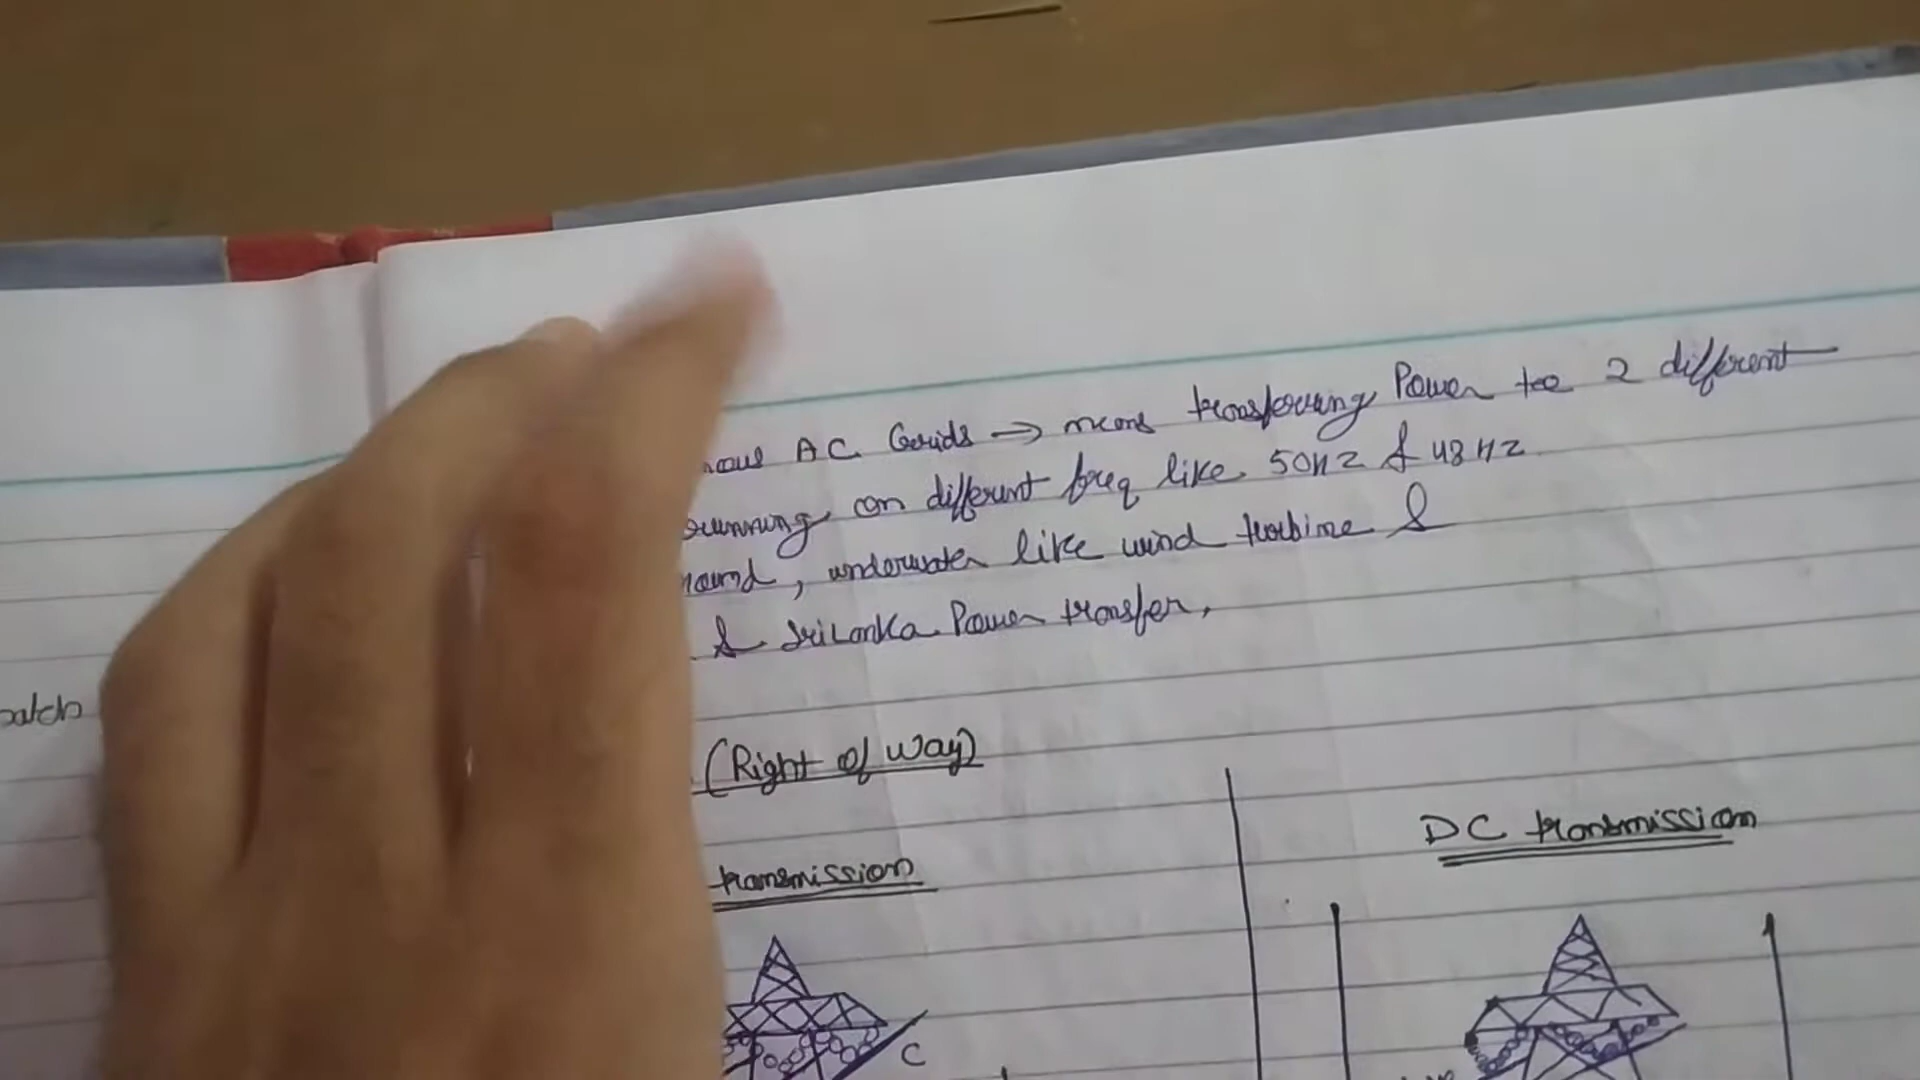 AC Grids → means transferring Power to 2 different
running on different freq like 50HZ & 48HZ
, underwater like wind turbine &
& SriLanka Power transfer,
(Right of Way)
transmission
DC transmission
C